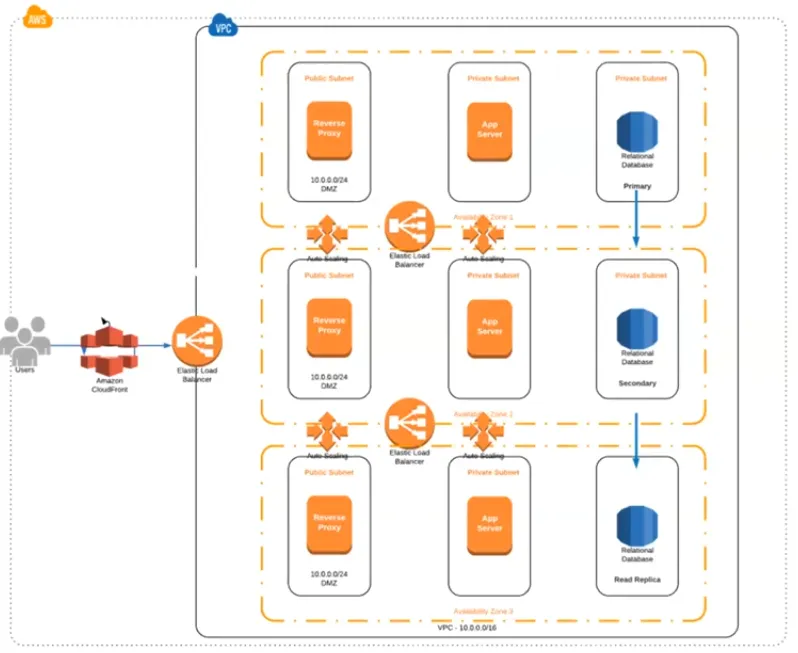 AWS
VPC
Public Subnet
Private Subnet
Private Subnet
Reverse
Proxy
App
Server
Relational
Database
10.0.0.0/24
DMZ
Primary
Availability Zone 1
Auto Scaling
Elastic Load
Balancer
Auto Scaling
Public Subnet
Private Subnet
Private Subnet
Reverse
Proxy
App
Server
Relational
Database
10.0.0.0/24
DMZ
Secondary
Users
Amazon
CloudFront
Elastic Load
Balancer
Availability Zone 2
Auto Scaling
Elastic Load
Balancer
Auto Scaling
Public Subnet
Private Subnet
Reverse
Proxy
App
Server
Relational
Database
10.0.0.0/24
DMZ
Read Replica
Availability Zone 3
VPC - 10.0.0.0/16